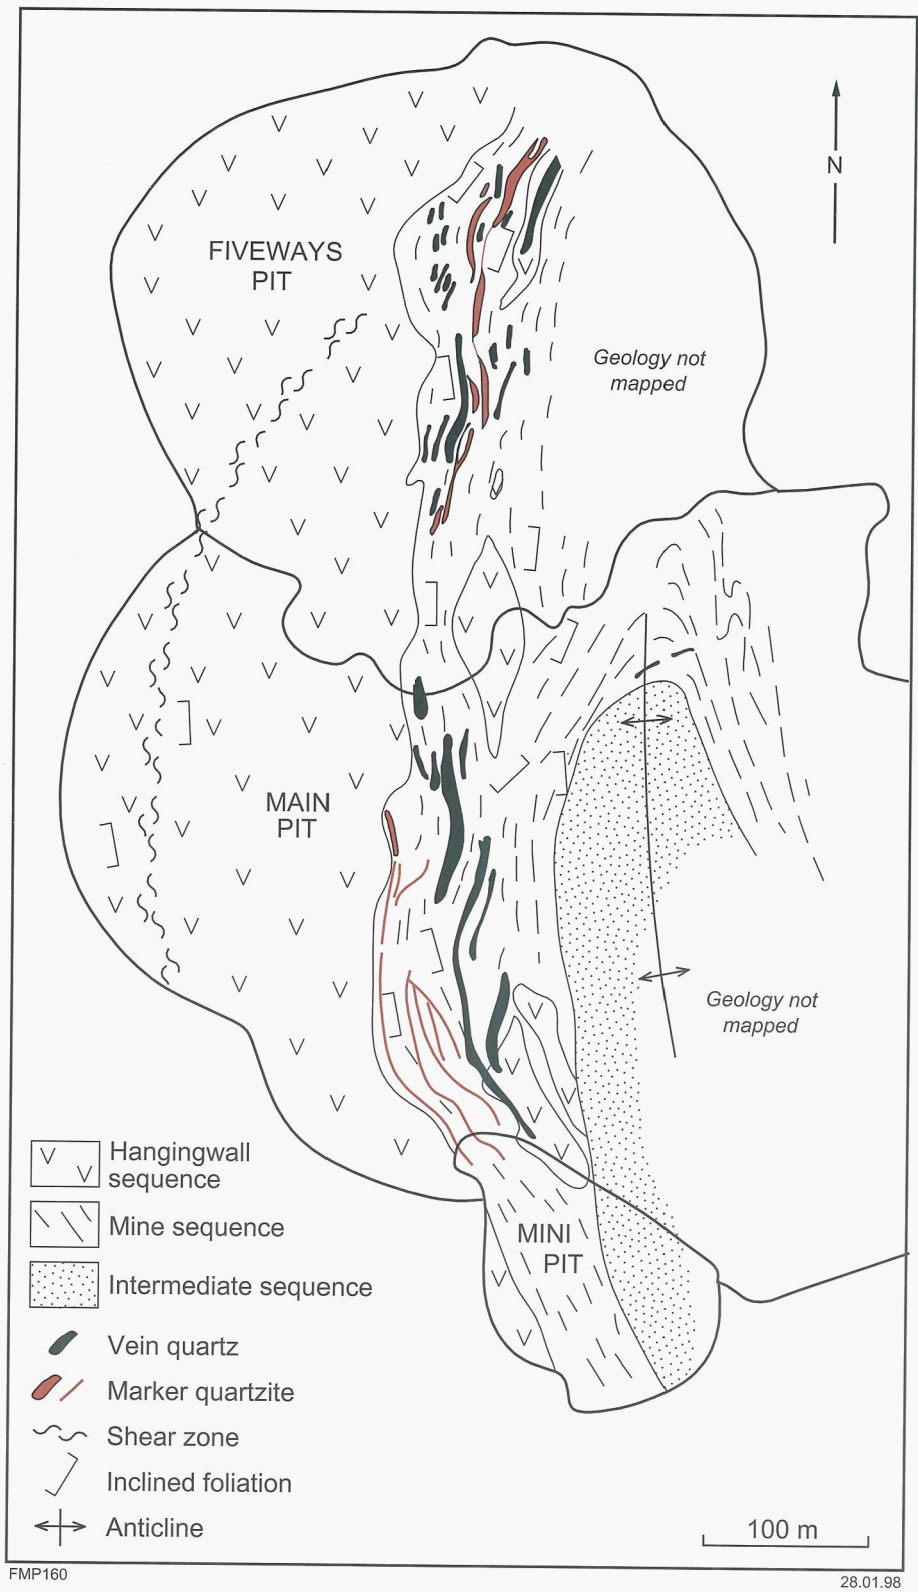 N
FIVEWAYS
PIT
Geology not
mapped
MAIN
PIT
Geology not
mapped
MINI
PIT
Hangingwall
sequence
Mine sequence
Intermediate sequence
Vein quartz
Marker quartzite
Shear zone
Inclined foliation
Anticline
100 m
FMP160
28.01.98